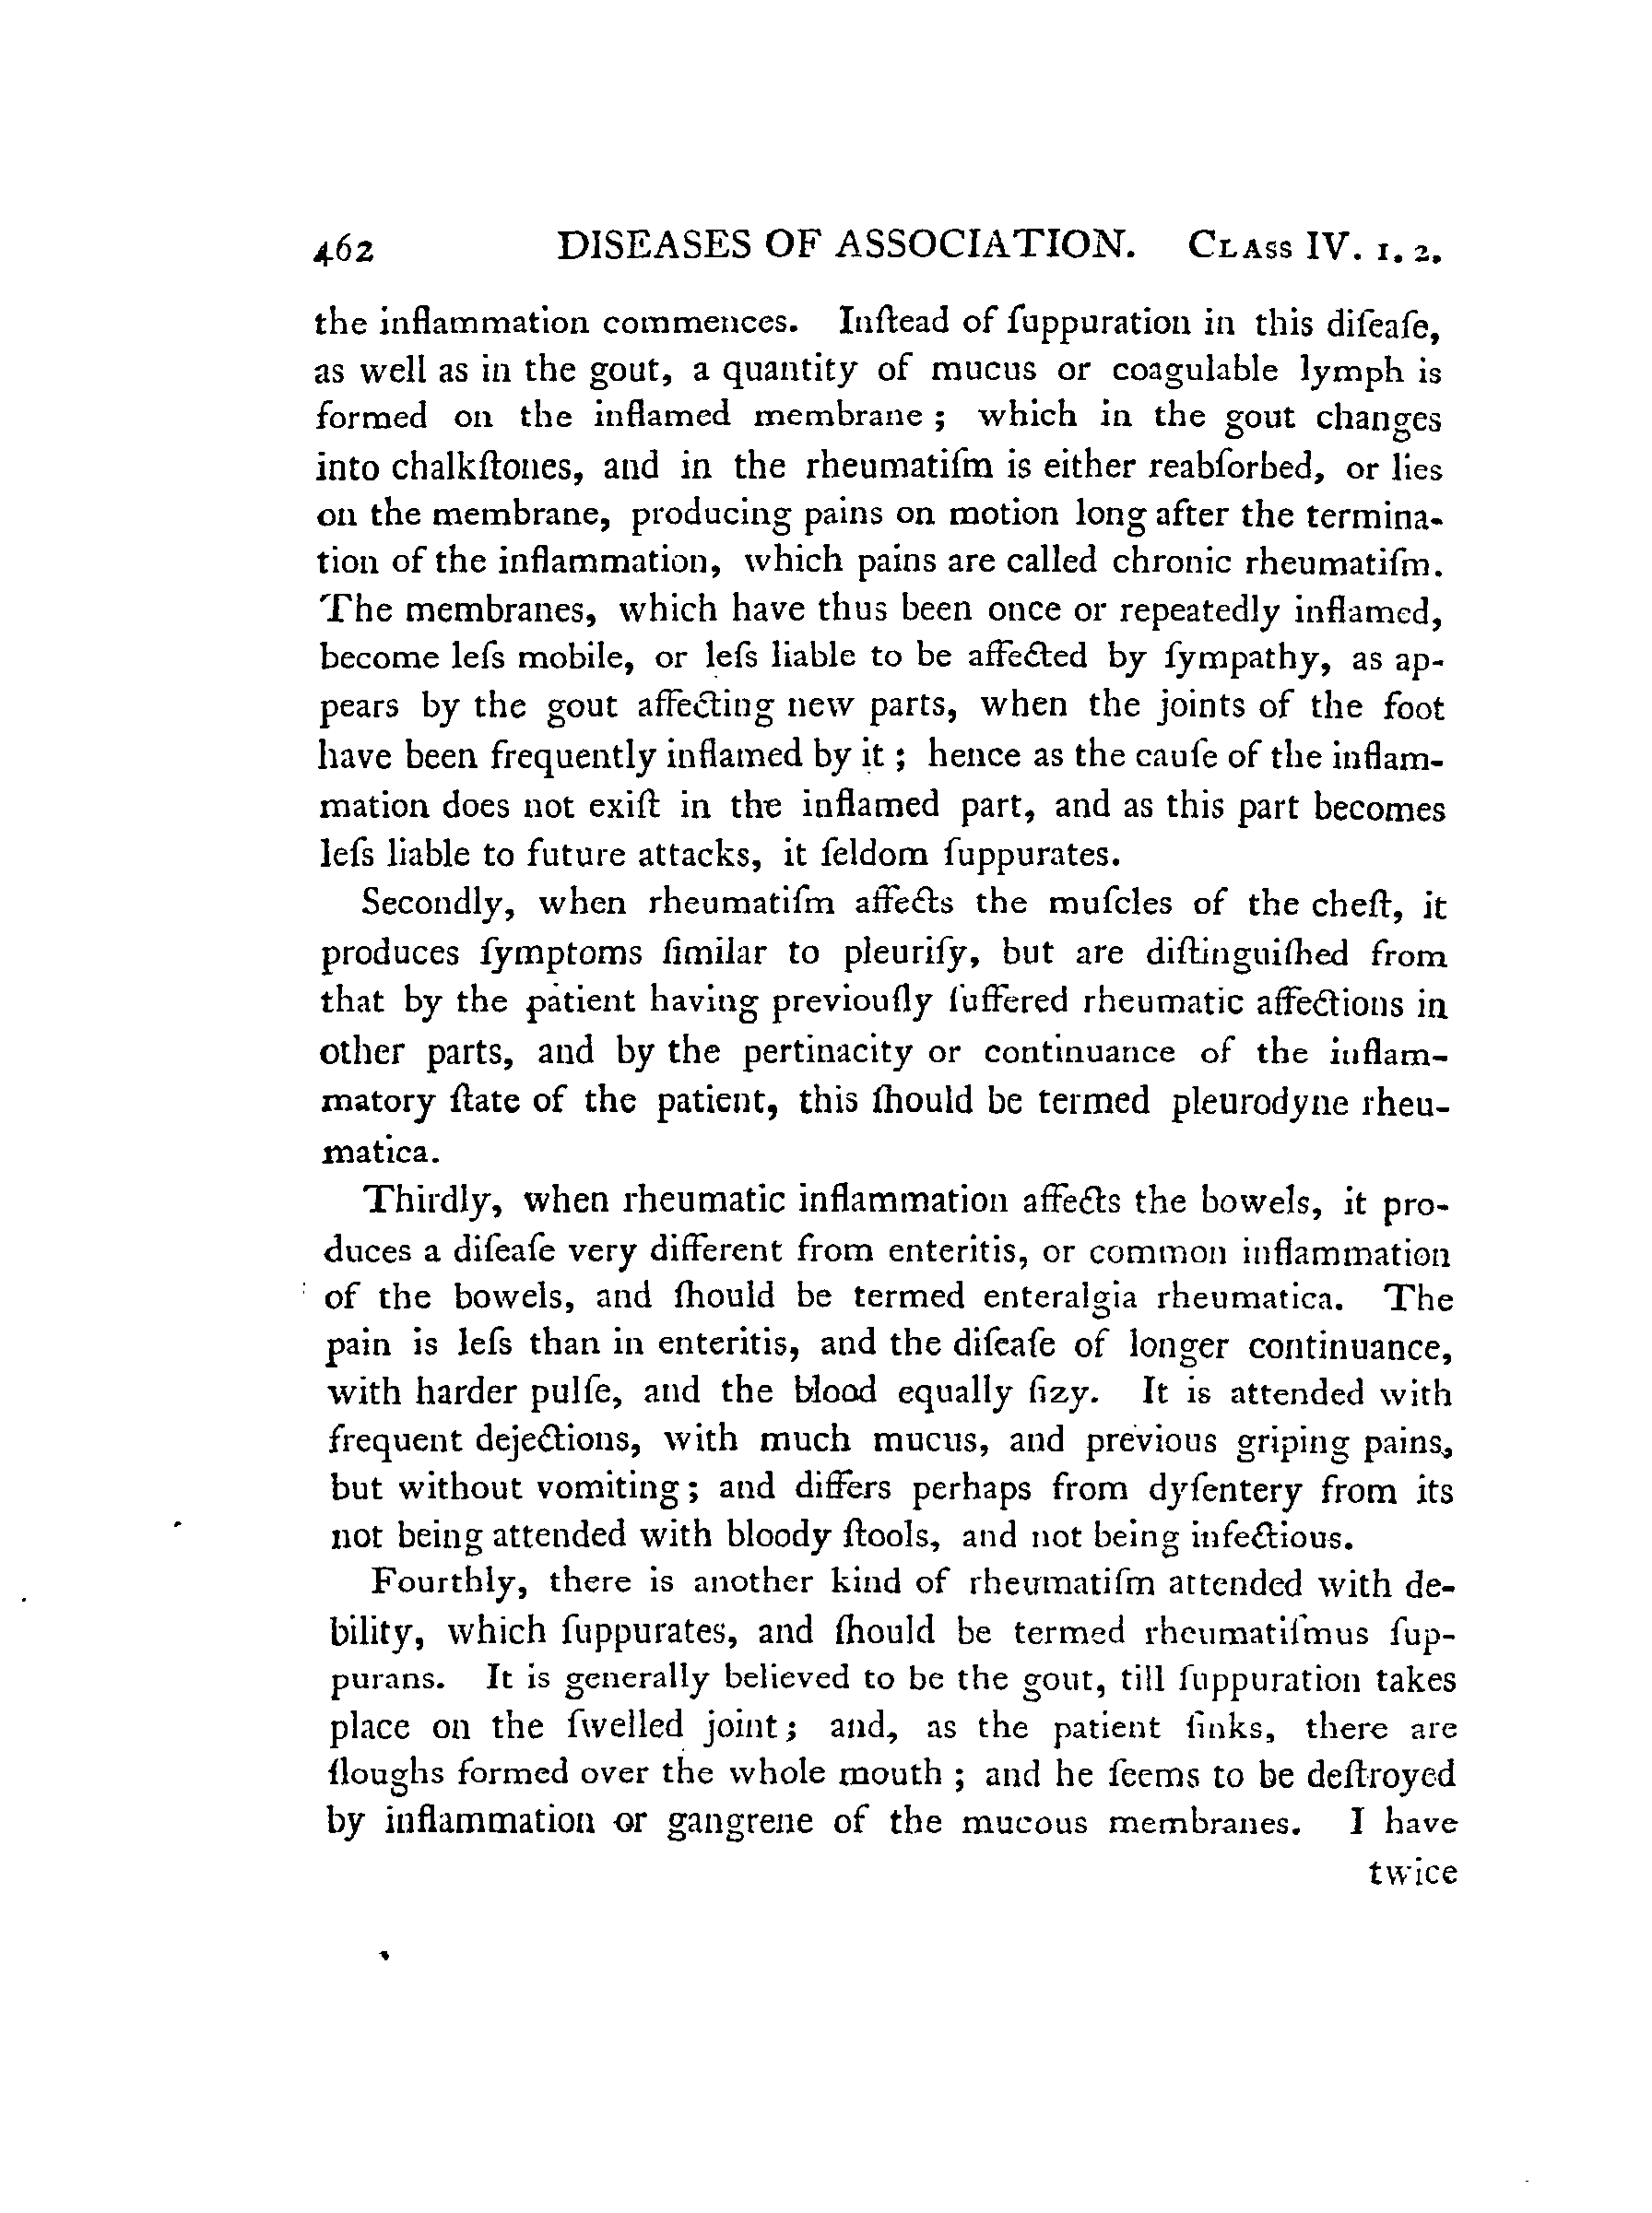 462 DISEASES OF ASSOCIATION. CLASS IV. 1. 2.
the inflammation commences. Inſtead of ſuppuration in this diſeaſe,
as well as in the gout, a quantity of mucus or coagulable lymph is
formed on the inflamed membrane; which in the gout changes
into chalkſtones, and in the rheumatiſm is either reabſorbed, or lies
on the membrane, producing pains on motion long after the termina-
tion of the inflammation, which pains are called chronic rheumatiſm.
The membranes, which have thus been once or repeatedly inflamed,
become leſs mobile, or leſs liable to be affected by ſympathy, as ap-
pears by the gout affecting new parts, when the joints of the foot
have been frequently inflamed by it; hence as the cauſe of the inflam-
mation does not exiſt in the inflamed part, and as this part becomes
leſs liable to future attacks, it ſeldom ſuppurates.
Secondly, when rheumatiſm affects the muſcles of the cheſt, it
produces ſymptoms ſimilar to pleuriſy, but are diſtinguiſhed from
that by the patient having previouſly ſuffered rheumatic affections in
other parts, and by the pertinacity or continuance of the inflam-
matory ſtate of the patient, this ſhould be termed pleurodyne rheu-
matica.
Thirdly, when rheumatic inflammation affects the bowels, it pro-
duces a diſeaſe very different from enteritis, or common inflammation
of the bowels, and ſhould be termed enteralgia rheumatica. The
pain is leſs than in enteritis, and the diſeaſe of longer continuance,
with harder pulſe, and the blood equally ſizy. It is attended with
frequent dejections, with much mucus, and previous griping pains,
but without vomiting; and differs perhaps from dyſentery from its
not being attended with bloody ſtools, and not being infectious.
Fourthly, there is another kind of rheumatiſm attended with de-
bility, which ſuppurates, and ſhould be termed rheumatiſmus ſup-
purans. It is generally believed to be the gout, till ſuppuration takes
place on the ſwelled joint; and, as the patient ſinks, there are
ſloughs formed over the whole mouth; and he ſeems to be deſtroyed
by inflammation or gangrene of the mucous membranes. I have
twice